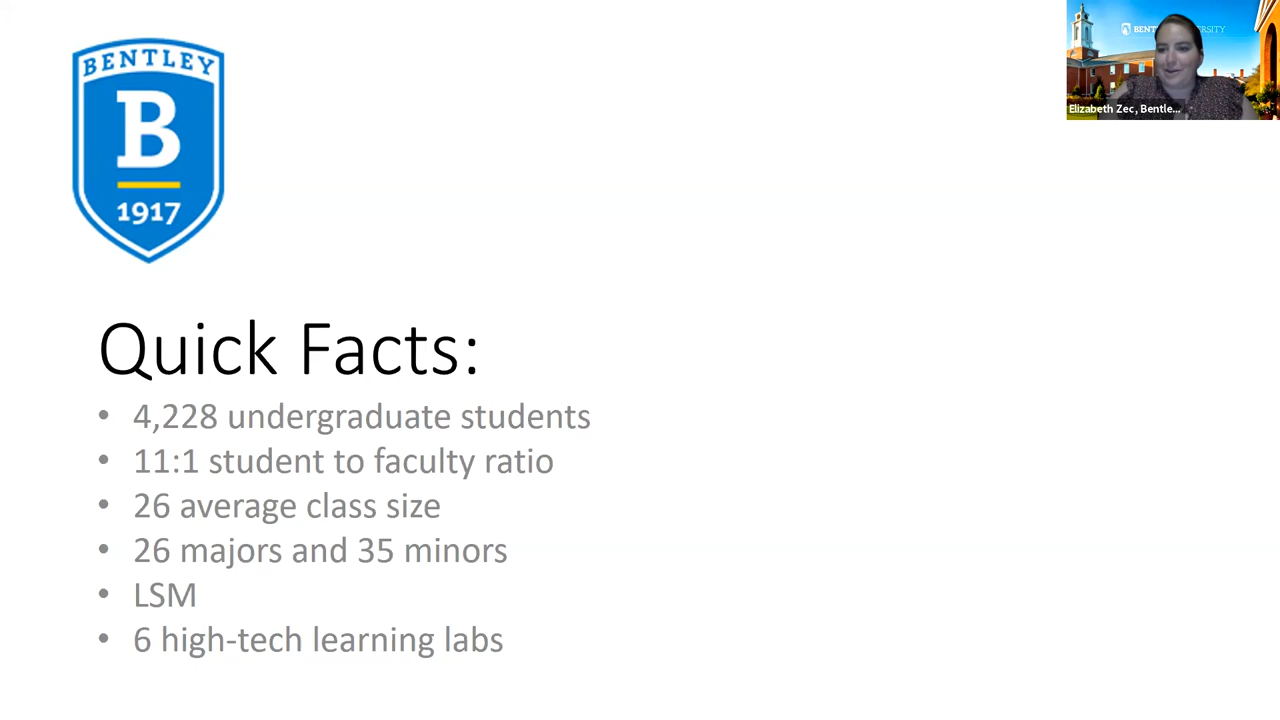 BENTLEY
B
1917
Elizabeth Zec, Bentle...
Quick Facts:
• 4,228 undergraduate students
• 11:1 student to faculty ratio
• 26 average class size
• 26 majors and 35 minors
• LSM
• 6 high-tech learning labs